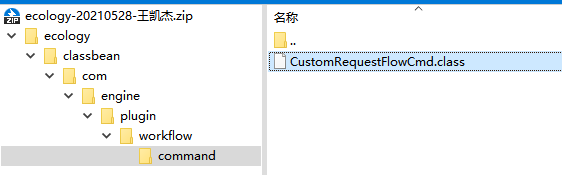 ecology-20210528-王凯杰.zip
ecology
classbean
com
engine
plugin
workflow
command
名称
..
CustomRequestFlowCmd.class